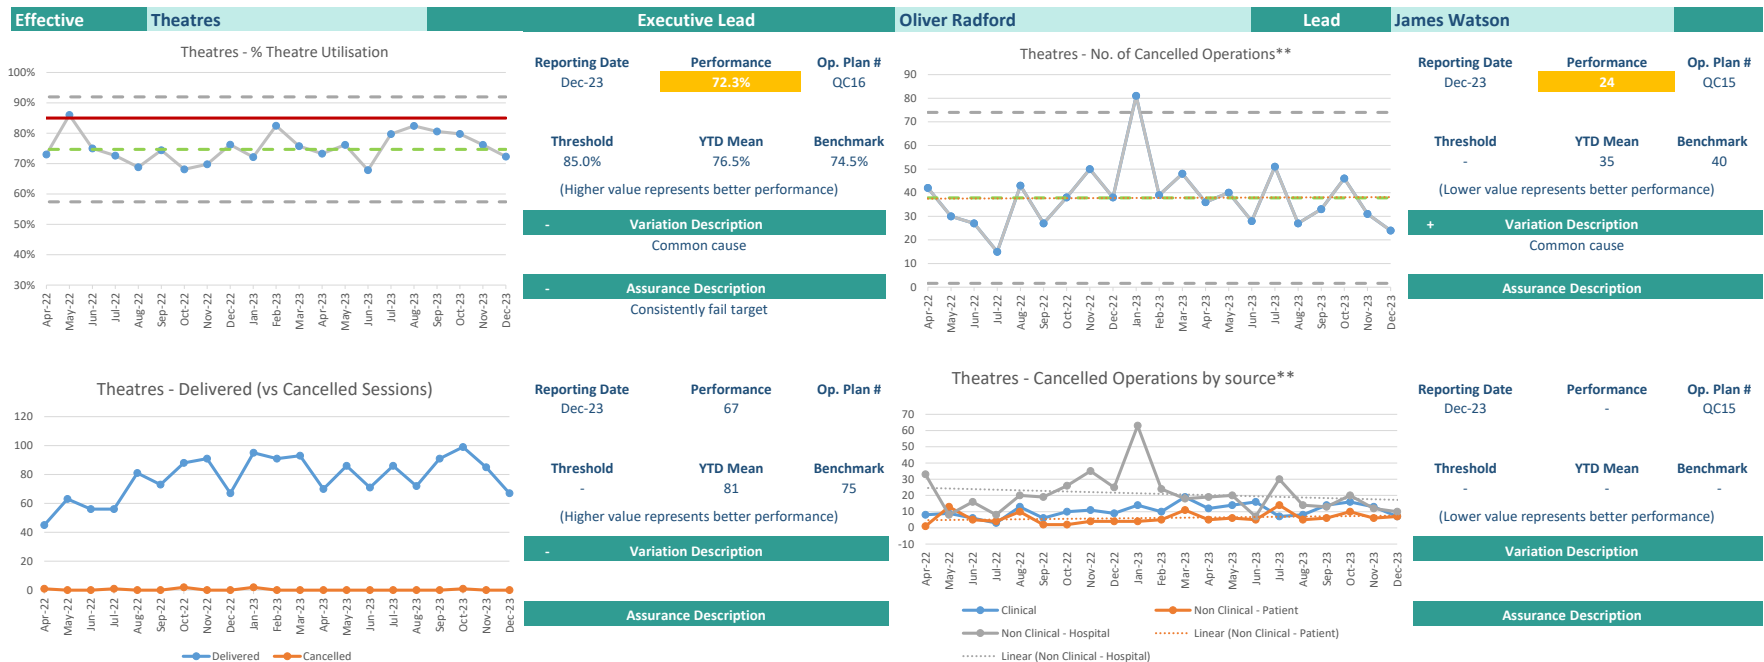 Effective Theatres Executive Lead Oliver Radford Lead James Watson
Theatres - % Theatre Utilisation
100%
90%
80%
70%
60%
50%
40%
30%
Apr-22 May-22 Jun-22 Jul-22 Aug-22 Sep-22 Oct-22 Nov-22 Dec-22 Jan-23 Feb-23 Mar-23 Apr-23 May-23 Jun-23 Jul-23 Aug-23 Sep-23 Oct-23 Nov-23 Dec-23
Reporting Date Performance Op. Plan #
Dec-23 72.3% QC16
Threshold YTD Mean Benchmark
85.0% 76.5% 74.5%
(Higher value represents better performance)
- Variation Description
Common cause
- Assurance Description
Consistently fail target
Theatres - No. of Cancelled Operations**
90
80
70
60
50
40
30
20
10
0
Apr-22 May-22 Jun-22 Jul-22 Aug-22 Sep-22 Oct-22 Nov-22 Dec-22 Jan-23 Feb-23 Mar-23 Apr-23 May-23 Jun-23 Jul-23 Aug-23 Sep-23 Oct-23 Nov-23 Dec-23
Reporting Date Performance Op. Plan #
Dec-23 24 QC15
Threshold YTD Mean Benchmark
- 35 40
(Lower value represents better performance)
+ Variation Description
Common cause
Assurance Description
Theatres - Delivered (vs Cancelled Sessions)
120
100
80
60
40
20
0
Apr-22 May-22 Jun-22 Jul-22 Aug-22 Sep-22 Oct-22 Nov-22 Dec-22 Jan-23 Feb-23 Mar-23 Apr-23 May-23 Jun-23 Jul-23 Aug-23 Sep-23 Oct-23 Nov-23 Dec-23
Delivered Cancelled
Reporting Date Performance Op. Plan #
Dec-23 67
Threshold YTD Mean Benchmark
- 81 75
(Higher value represents better performance)
- Variation Description
Assurance Description
Theatres - Cancelled Operations by source**
70
60
50
40
30
20
10
0
-10
Apr-22 May-22 Jun-22 Jul-22 Aug-22 Sep-22 Oct-22 Nov-22 Dec-22 Jan-23 Feb-23 Mar-23 Apr-23 May-23 Jun-23 Jul-23 Aug-23 Sep-23 Oct-23 Nov-23 Dec-23
Clinical Non Clinical - Patient
Non Clinical - Hospital Linear (Non Clinical - Patient)
Linear (Non Clinical - Hospital)
Reporting Date Performance Op. Plan #
Dec-23 - QC15
Threshold YTD Mean Benchmark
- - -
(Lower value represents better performance)
Variation Description
Assurance Description